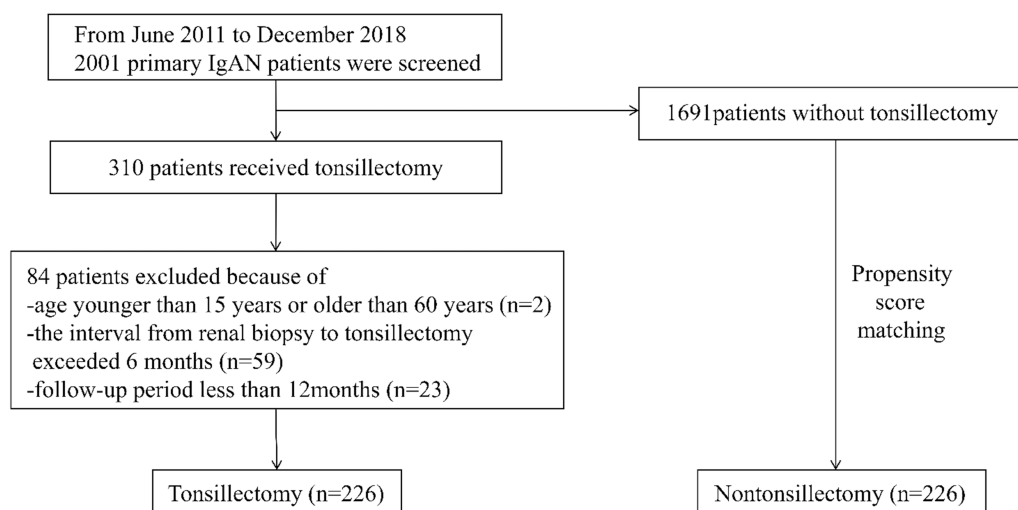 From June 2011 to December 2018
2001 primary IgAN patients were screened
1691patients without tonsillectomy
310 patients received tonsillectomy
84 patients excluded because of
-age younger than 15 years or older than 60 years (n=2)
-the interval from renal biopsy to tonsillectomy
exceeded 6 months (n=59)
-follow-up period less than 12months (n=23)
Propensity
score
matching
Tonsillectomy (n=226)
Nontonsillectomy (n=226)